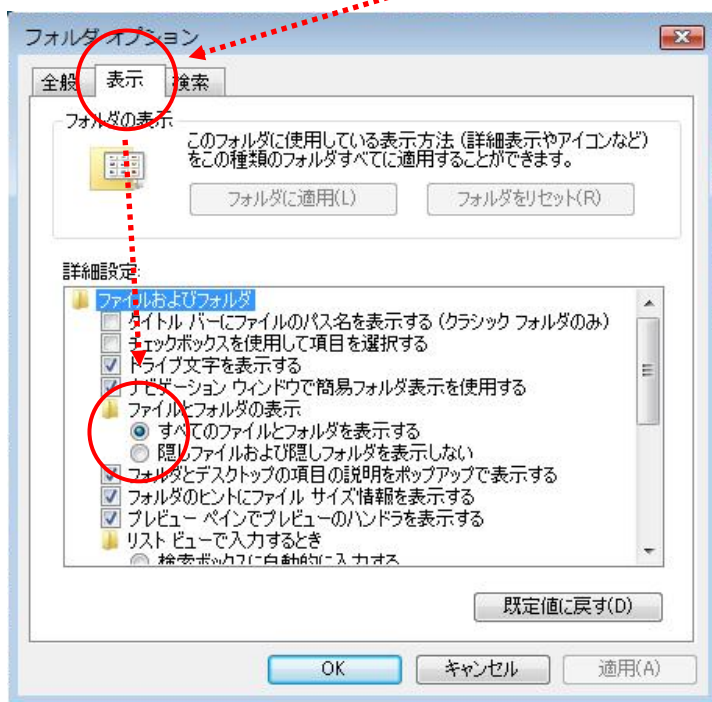 フォルダ オプション
全般
表示
検索
フォルダの表示
このフォルダに使用している表示方法 (詳細表示やアイコンなど)
をこの種類のフォルダすべてに適用することができます。
フォルダに適用(L)
フォルダをリセット(R)
詳細設定:
ファイルおよびフォルダ
タイトル バーにファイルのパス名を表示する (クラシック フォルダのみ)
チェックボックスを使用して項目を選択する
ドライブ文字を表示する
ナビゲーション ウィンドウで簡易フォルダ表示を使用する
ファイルとフォルダの表示
すべてのファイルとフォルダを表示する
隠しファイルおよび隠しフォルダを表示しない
フォルダとデスクトップの項目の説明をポップアップで表示する
フォルダのヒントにファイル サイズ情報を表示する
プレビュー ペインでプレビューのハンドラを表示する
リスト ビューで入力するとき
検索ボックスに自動的に入力する
既定値に戻す(D)
OK
キャンセル
適用(A)